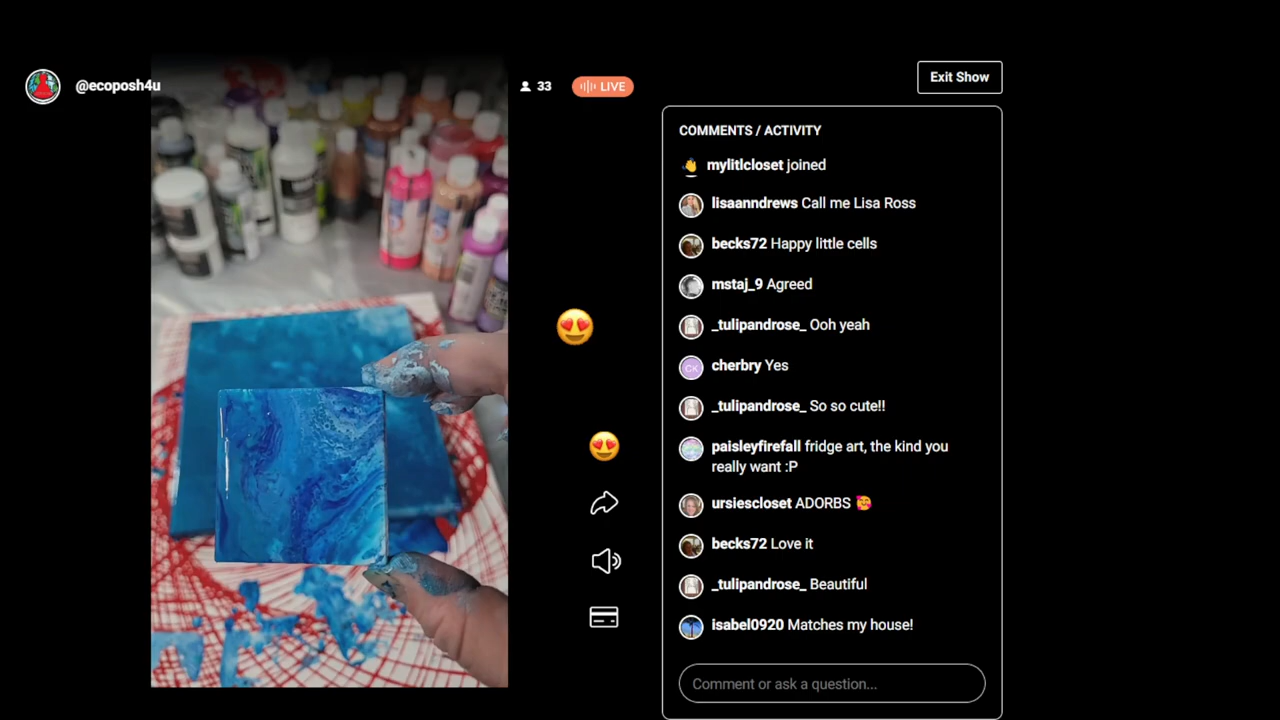 @ecoposh4u
33
LIVE
Exit Show
COMMENTS / ACTIVITY
mylitlcloset joined
lisaanndrews Call me Lisa Ross
becks72 Happy little cells
mstaj_9 Agreed
_tulipandrose_ Ooh yeah
CK
cherbry Yes
_tulipandrose_ So so cute!!
paisleyfirefall fridge art, the kind you
really want :P
ursiescloset ADORBS 🥰
becks72 Love it
_tulipandrose_ Beautiful
isabel0920 Matches my house!
Comment or ask a question...